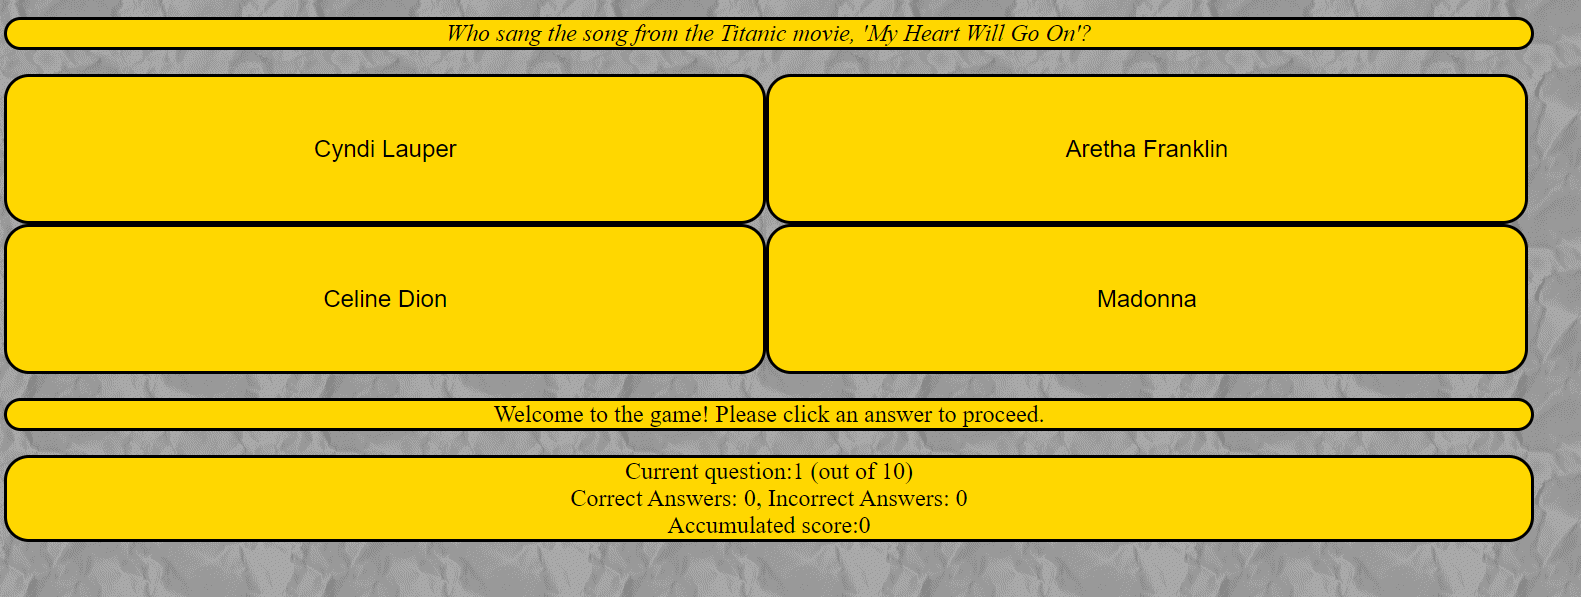 Who sang the song from the Titanic movie, 'My Heart Will Go On'?
Cyndi Lauper
Aretha Franklin
Celine Dion
Madonna
Welcome to the game! Please click an answer to proceed.
Current question:1 (out of 10)
Correct Answers: 0, Incorrect Answers: 0
Accumulated score:0